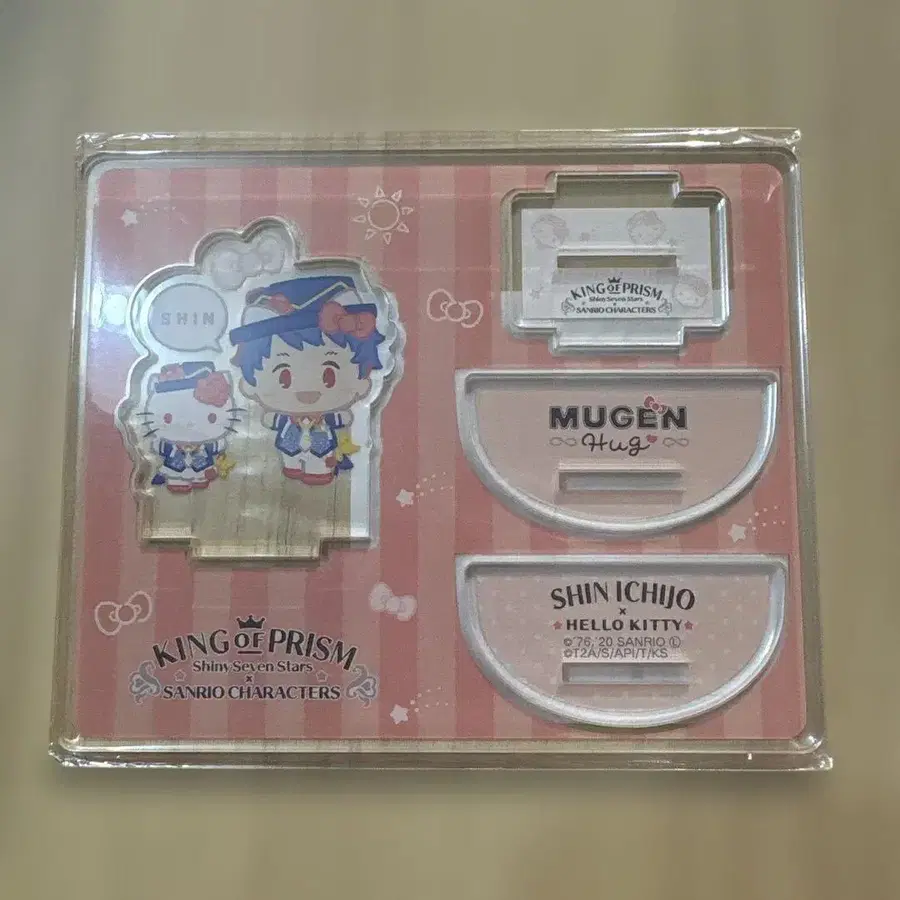 SHIN
KING OF PRISM
Shiny Seven Stars
×
SANRIO CHARACTERS
KING OF PRISM
Shiny Seven Stars
×
SANRIO CHARACTERS
MUGEN
Hug
SHIN ICHIJO
×
HELLO KITTY
©'76,'20 SANRIO Ⓛ
©T2A/S/API/T/KS